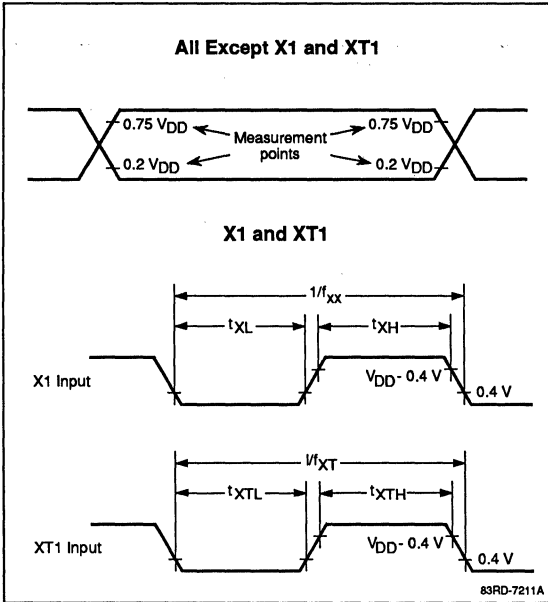 All Except X1 and XT1
0.75 VDD
Measurement points
0.75 VDD
0.2 VDD
0.2 VDD
X1 and XT1
1/fXX
tXL
tXH
X1 Input
VDD - 0.4 V
0.4 V
I/fXT
tXTL
tXTH
XT1 Input
VDD - 0.4 V
0.4 V
83RD-7211A